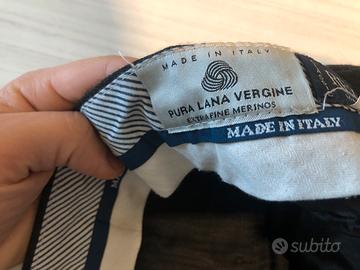 MADE IN ITALY
PURA LANA VERGINE
EXTRAFINE MERINOS
MADE IN ITALY
subito